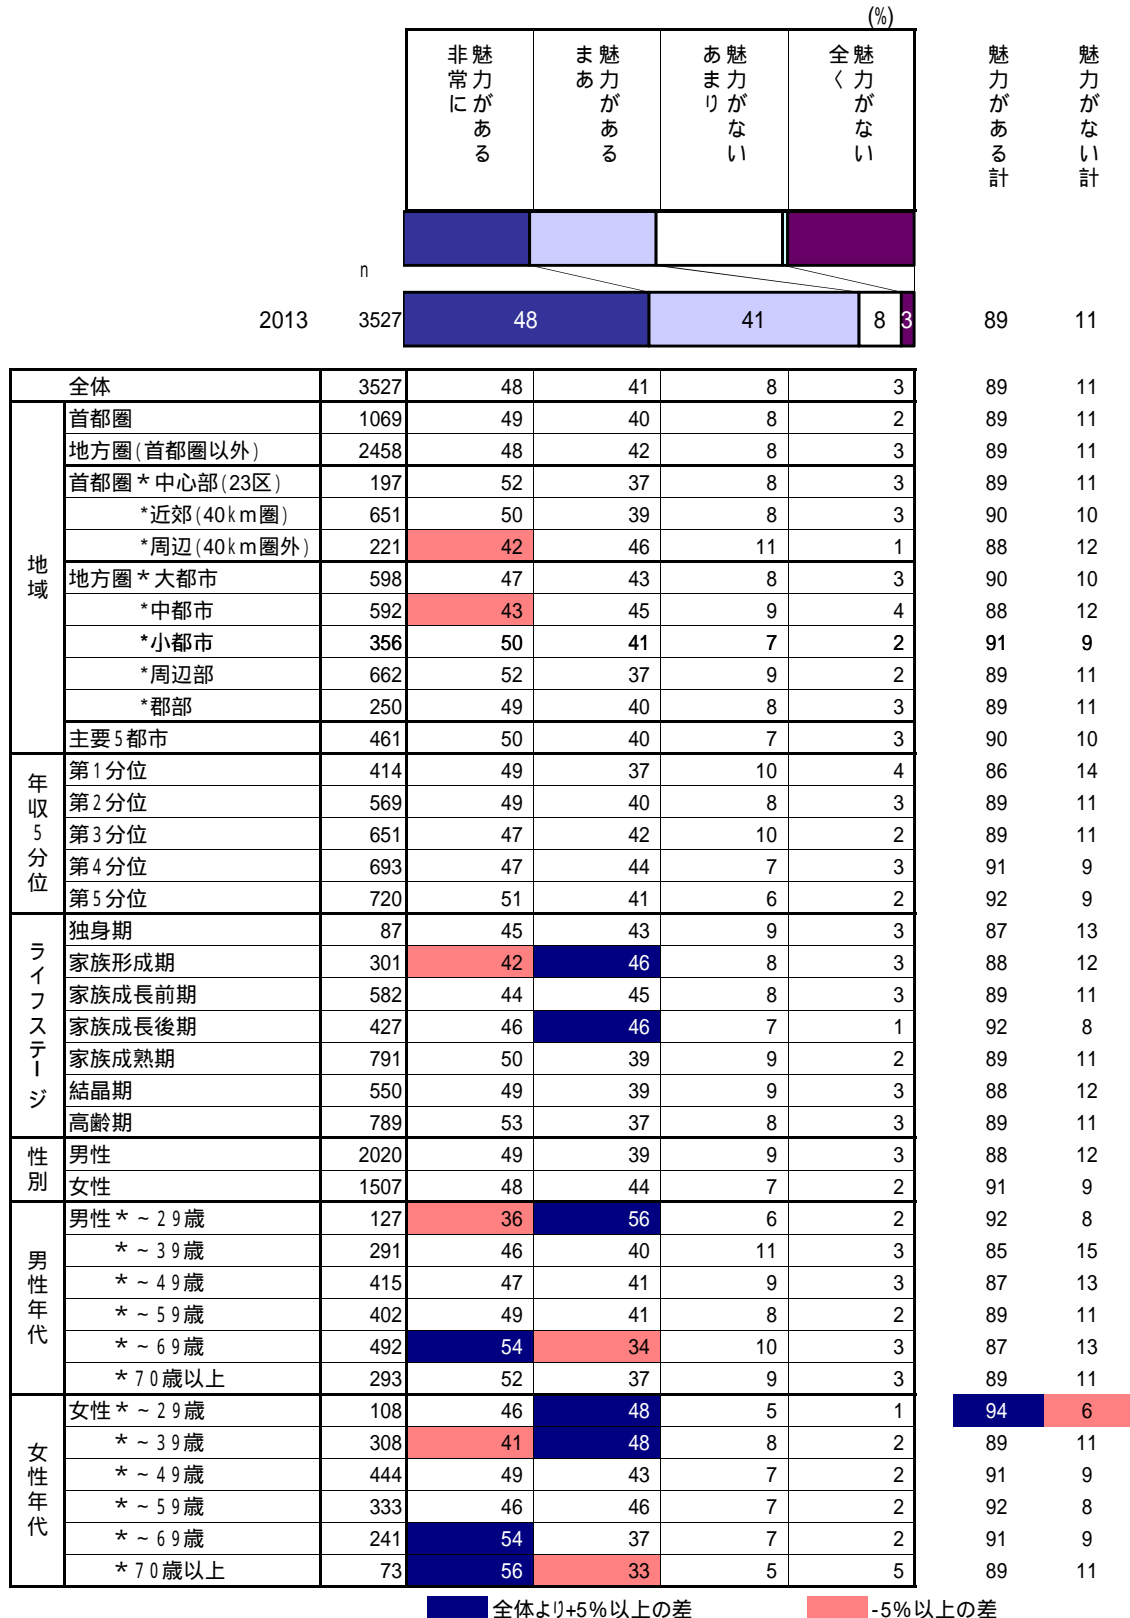 (%)
非常に魅力がある まあ魅力がある あまり魅力がない 全く魅力がない 魅力がある計 魅力がない計
n
2013 3527 48 41 8 3 89 11
全体 3527 48 41 8 3 89 11
地域
首都圏 1069 49 40 8 2 89 11
地方圏(首都圏以外) 2458 48 42 8 3 89 11
首都圏*中心部(23区) 197 52 37 8 3 89 11
*近郊(40km圏) 651 50 39 8 3 90 10
*周辺(40km圏外) 221 42 46 11 1 88 12
地方圏*大都市 598 47 43 8 3 90 10
*中都市 592 43 45 9 4 88 12
*小都市 356 50 41 7 2 91 9
*周辺部 662 52 37 9 2 89 11
*郡部 250 49 40 8 3 89 11
主要5都市 461 50 40 7 3 90 10
年収5分位
第1分位 414 49 37 10 4 86 14
第2分位 569 49 40 8 3 89 11
第3分位 651 47 42 10 2 89 11
第4分位 693 47 44 7 3 91 9
第5分位 720 51 41 6 2 92 9
ライフステージ
独身期 87 45 43 9 3 87 13
家族形成期 301 42 46 8 3 88 12
家族成長前期 582 44 45 8 3 89 11
家族成長後期 427 46 46 7 1 92 8
家族成熟期 791 50 39 9 2 89 11
結晶期 550 49 39 9 3 88 12
高齢期 789 53 37 8 3 89 11
性別
男性 2020 49 39 9 3 88 12
女性 1507 48 44 7 2 91 9
男性年代
男性*~29歳 127 36 56 6 2 92 8
*~39歳 291 46 40 11 3 85 15
*~49歳 415 47 41 9 3 87 13
*~59歳 402 49 41 8 2 89 11
*~69歳 492 54 34 10 3 87 13
*70歳以上 293 52 37 9 3 89 11
女性年代
女性*~29歳 108 46 48 5 1 94 6
*~39歳 308 41 48 8 2 89 11
*~49歳 444 49 43 7 2 91 9
*~59歳 333 46 46 7 2 92 8
*~69歳 241 54 37 7 2 91 9
*70歳以上 73 56 33 5 5 89 11
全体より+5%以上の差 -5%以上の差